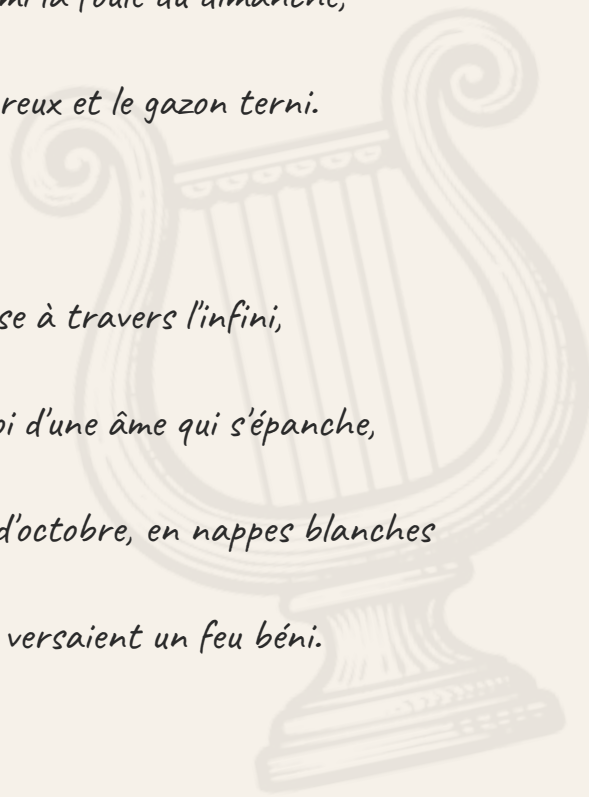 la foule du dimanche,
reux et le gazon terni.
se à travers l'infini,
oi d'une âme qui s'épanche,
d'octobre, en nappes blanches
versaient un feu béni.